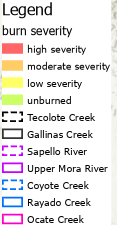 Legend
burn severity
high severity
moderate severity
low severity
unburned
Tecolote Creek
Gallinas Creek
Sapello River
Upper Mora River
Coyote Creek
Rayado Creek
Ocate Creek